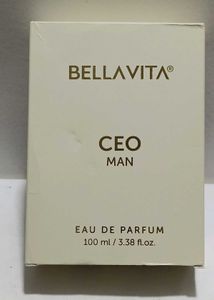 BELLAVITA®
CEO
MAN
EAU DE PARFUM
100 ml / 3.38 fl.oz.